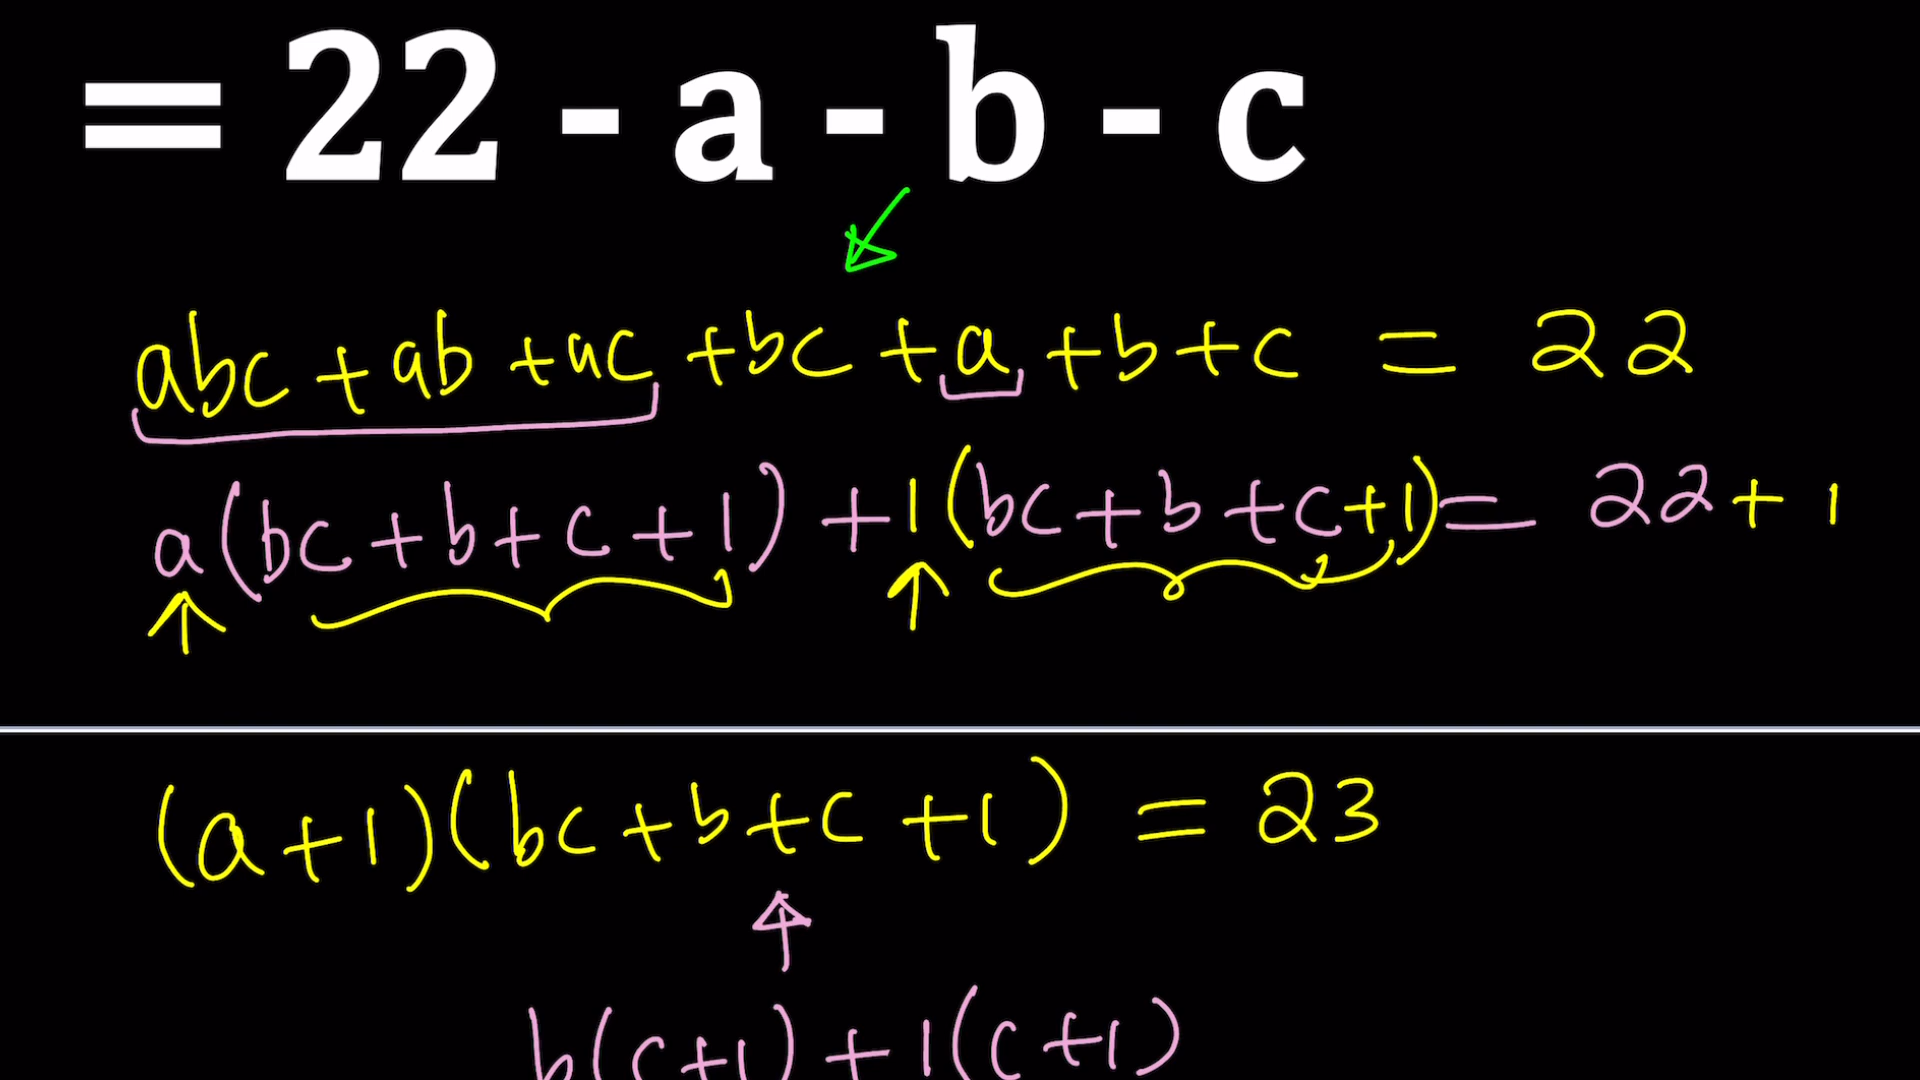 = 22 - a - b - c
abc + ab + ac + bc + a + b + c = 22
a(bc + b + c + 1) + 1(bc + b + c + 1) = 22 + 1
(a + 1)(bc + b + c + 1) = 23
b(c+1) + 1(c+1)